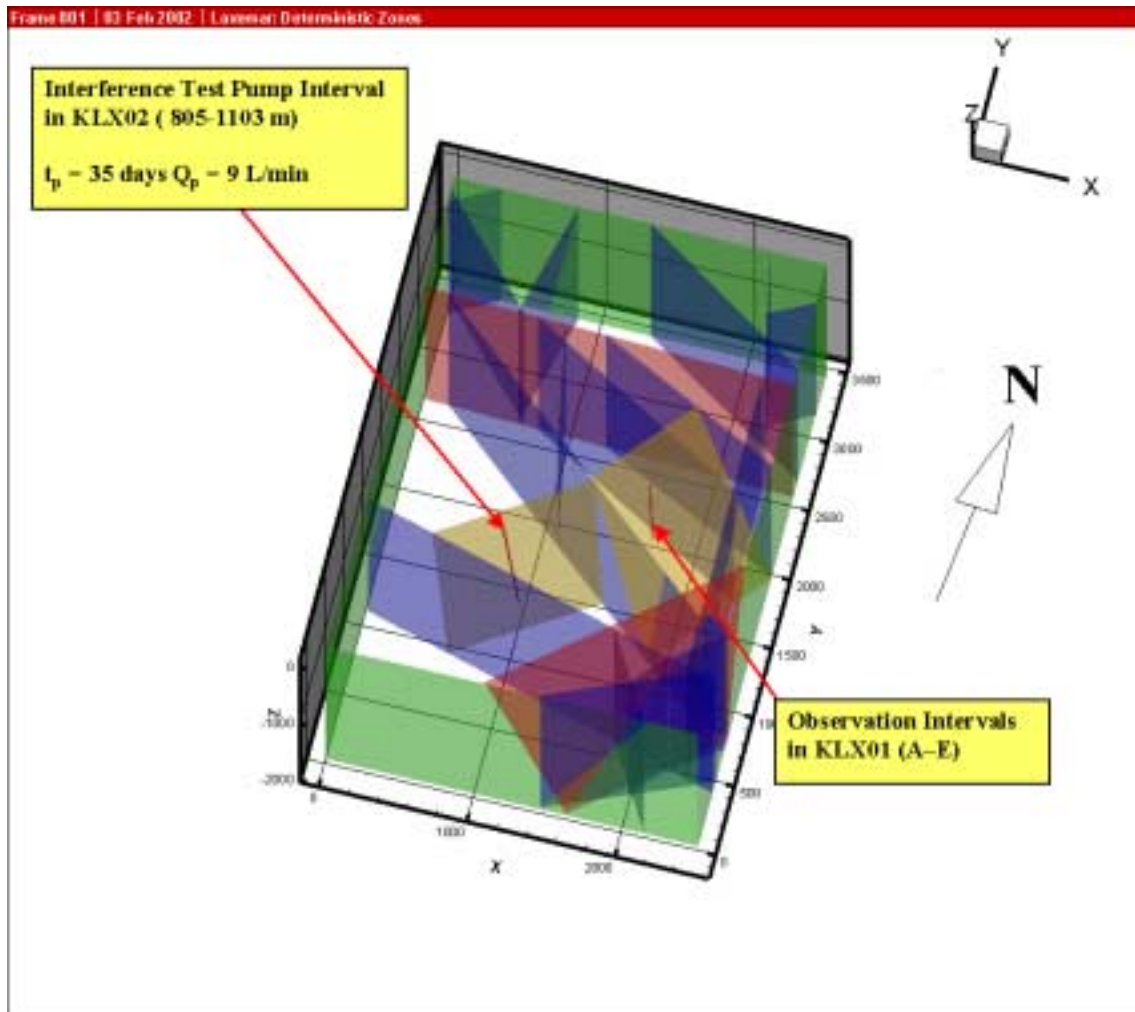 Frame 001 | 03 Feb 2002 | Laxemar: Deterministic Zones
Interference Test Pump Interval
in KLX02 ( 805-1103 m)
tp = 35 days Qp = 9 L/min
Y
Z
X
N
3500
3000
2500
2000
Y
1500
500
0
0
Z
-1000
-2000
0
1000
X
2000
Observation Intervals
in KLX01 (A–E)